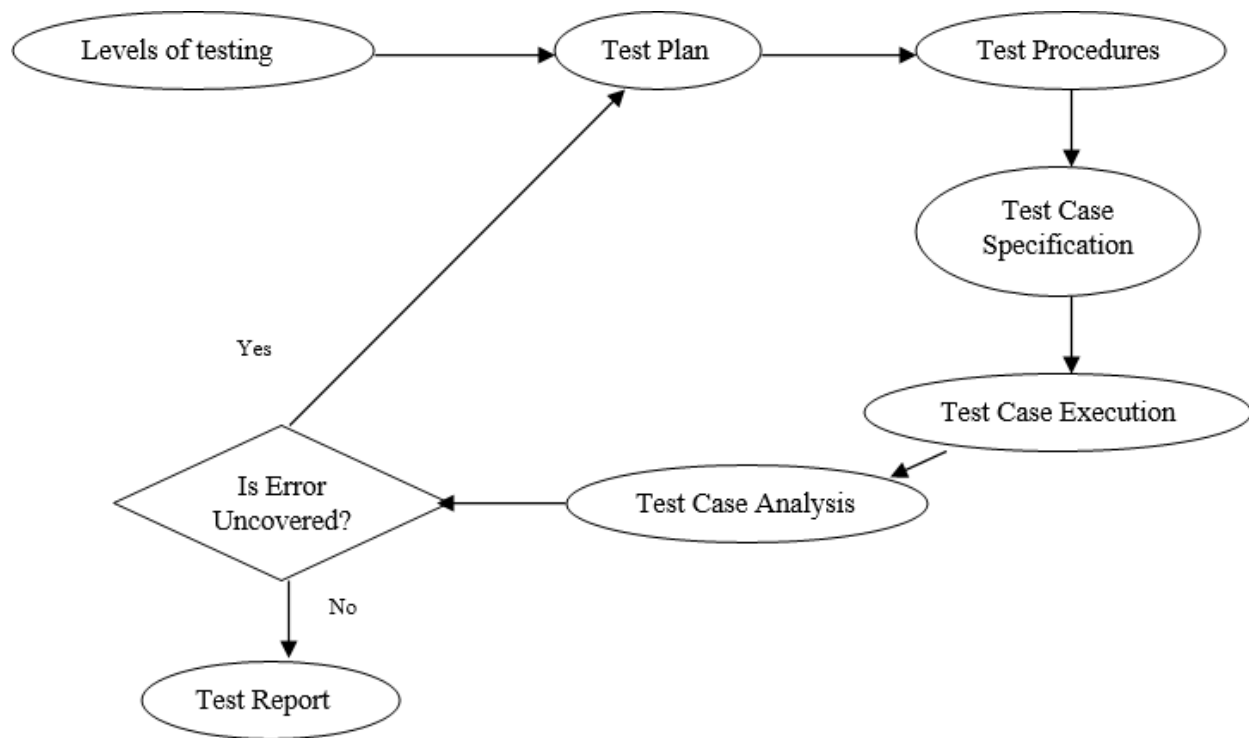 Levels of testing
Test Plan
Test Procedures
Test Case
Specification
Test Case Execution
Test Case Analysis
Is Error
Uncovered?
Yes
No
Test Report